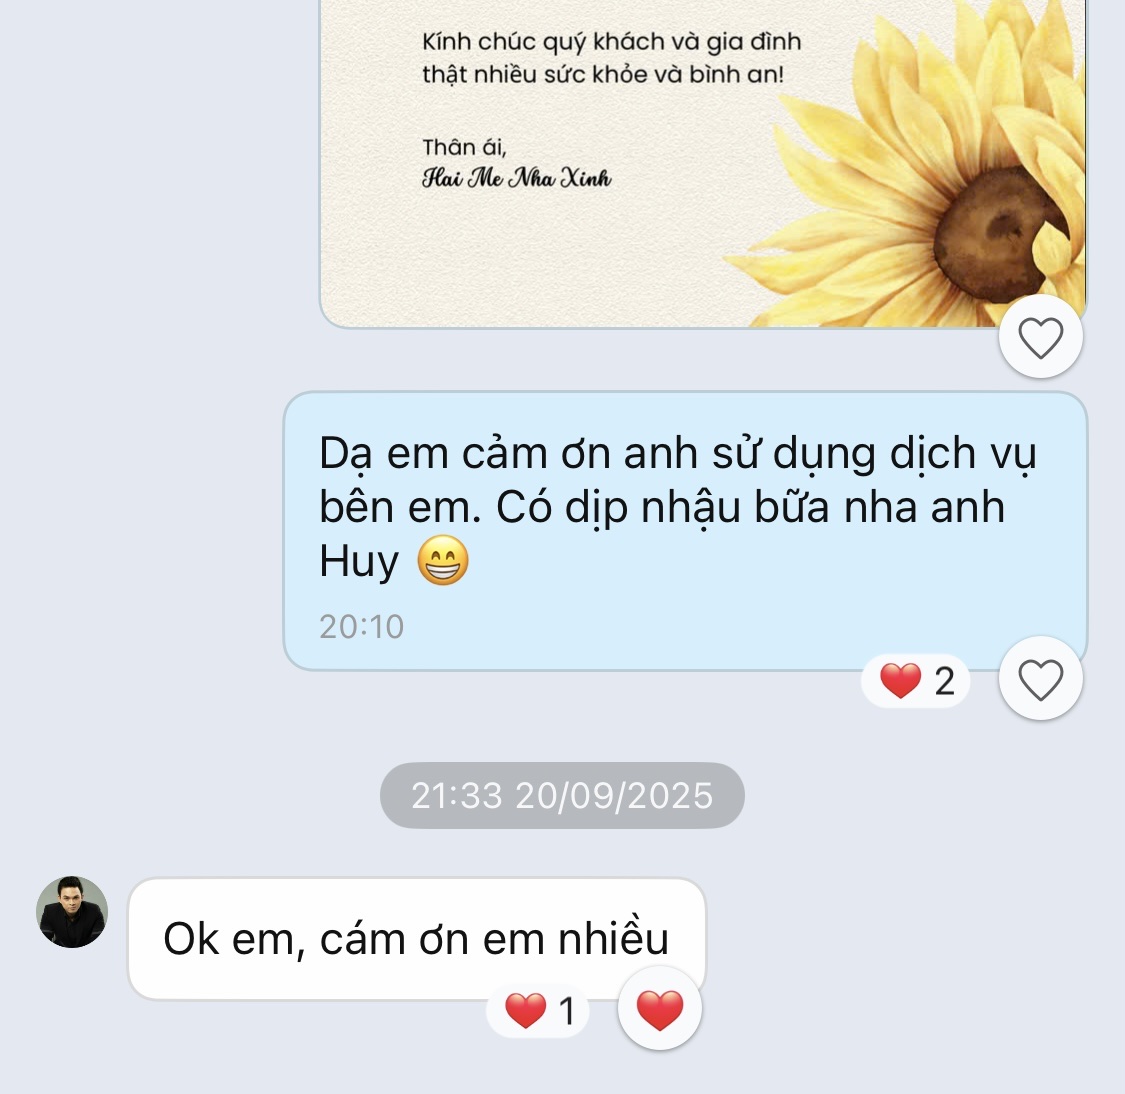 Kính chúc quý khách và gia đình
thật nhiều sức khỏe và bình an!
Thân ái,
Hai Me Nha Xinh
Dạ em cảm ơn anh sử dụng dịch vụ
bên em. Có dịp nhậu bữa nha anh
Huy 😁
20:10
2
21:33 20/09/2025
Ok em, cám ơn em nhiều
1